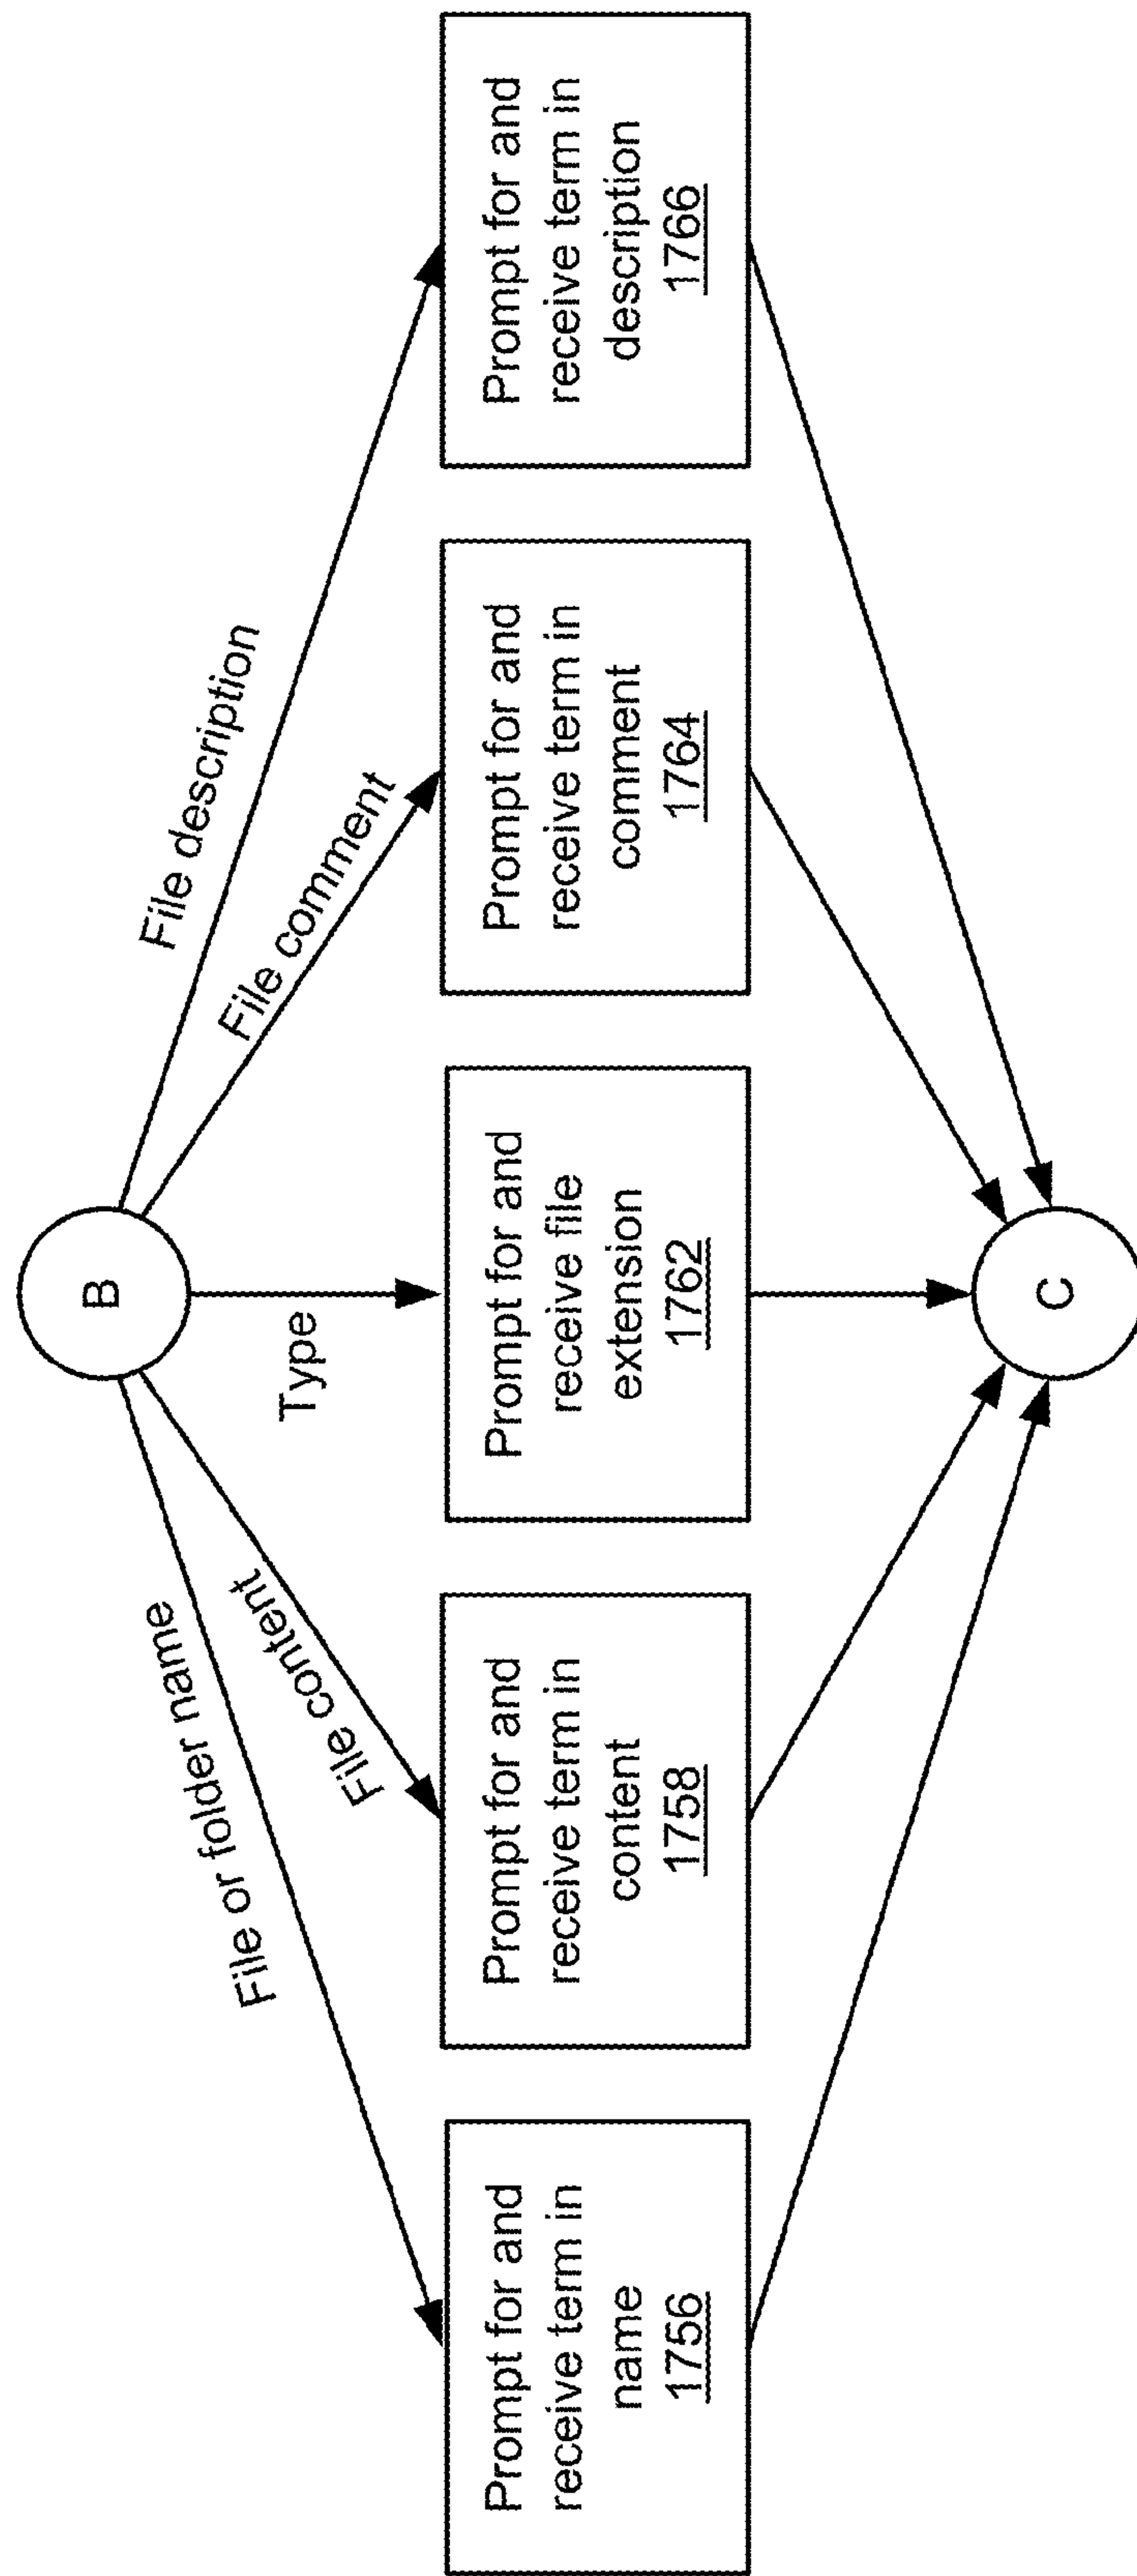 B
File or folder name
File content
Type
File comment
File description
Prompt for and
receive term in
name
1756
Prompt for and
receive term in
content
1758
Prompt for and
receive file
extension
1762
Prompt for and
receive term in
comment
1764
Prompt for and
receive term in
description
1766
C